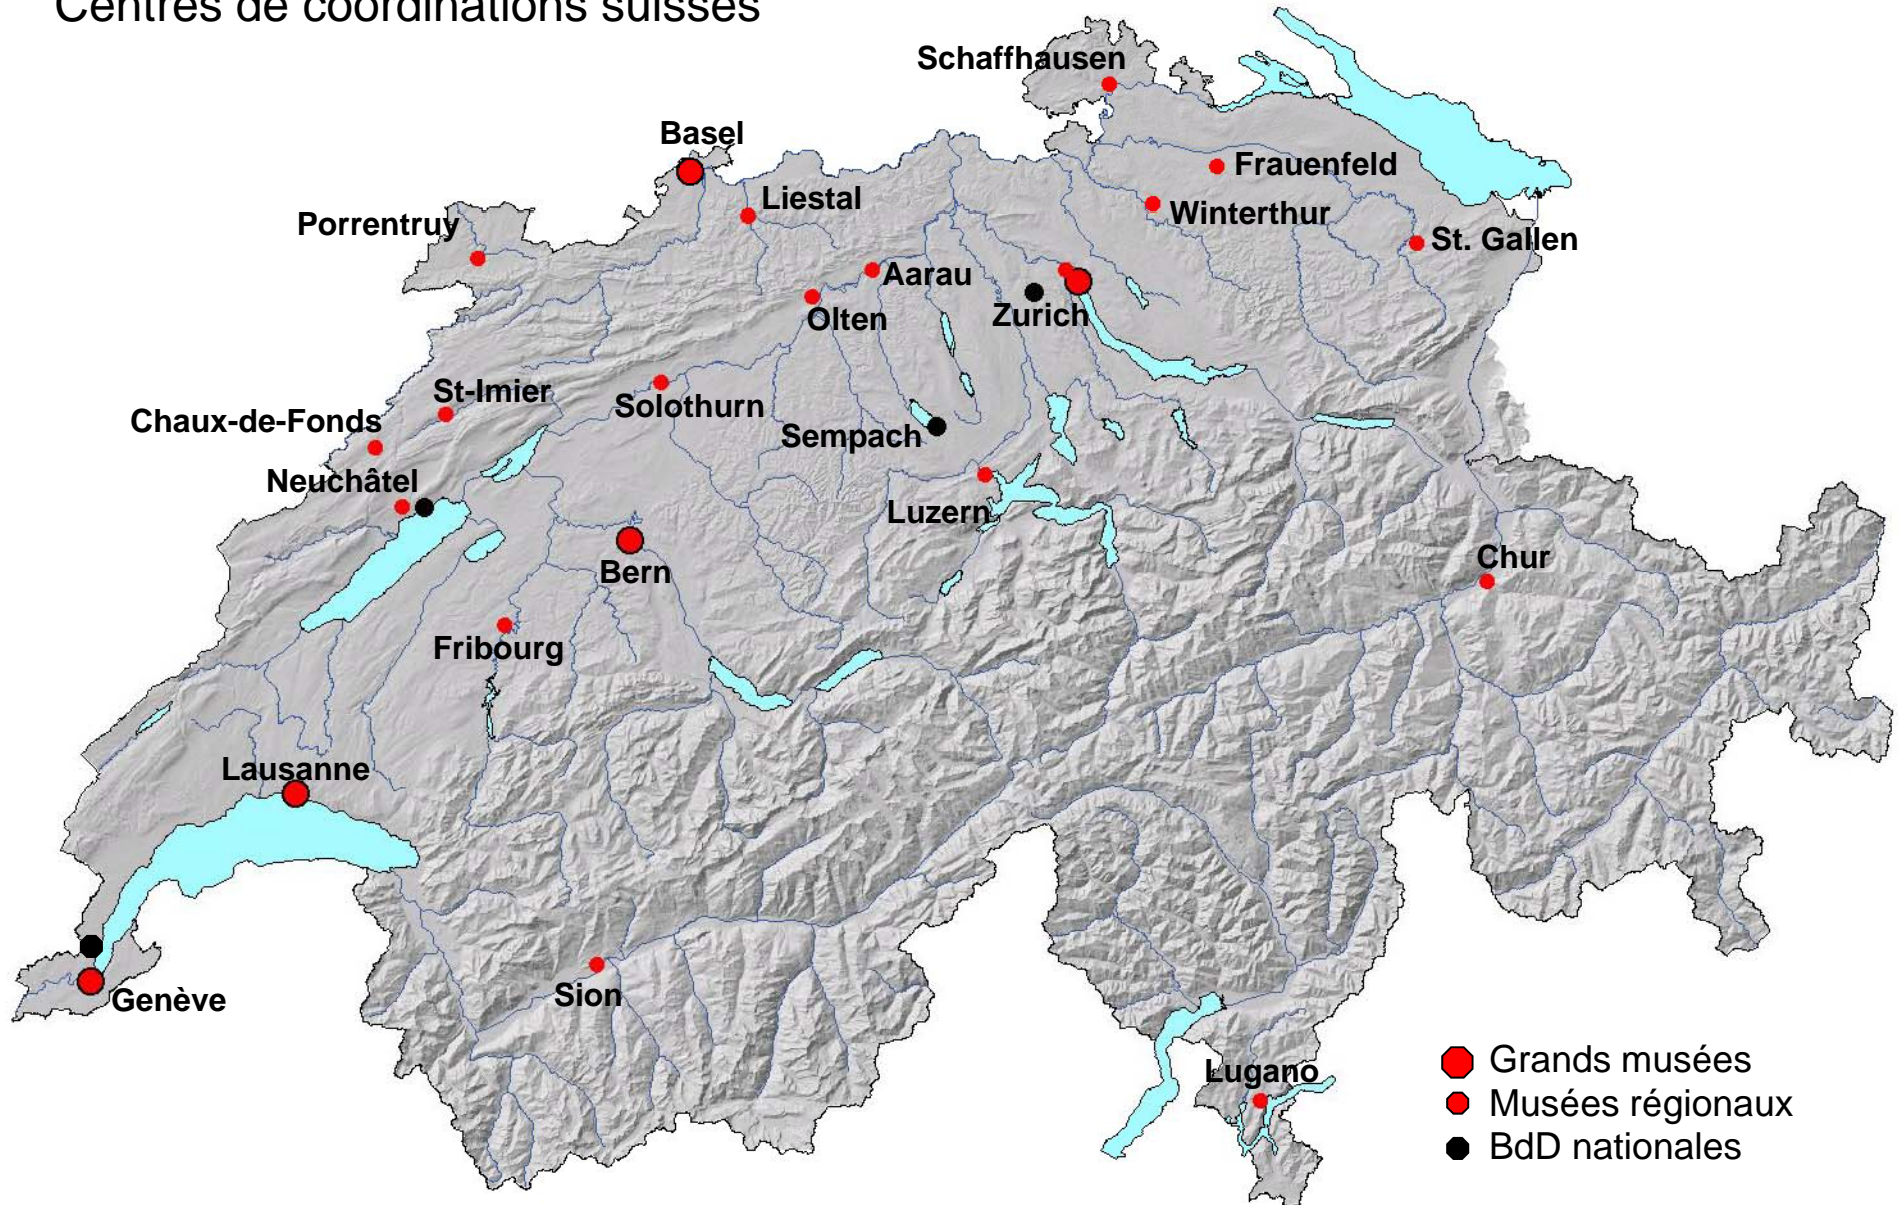 Centres de coordinations suisses
Schaffhausen
Basel
Frauenfeld
Liestal
Winterthur
Porrentruy
St. Gallen
Aarau
Zurich
Olten
St-Imier
Solothurn
Chaux-de-Fonds
Sempach
Neuchâtel
Luzern
Chur
Bern
Fribourg
Lausanne
Sion
Genève
Lugano
Grands musées
Musées régionaux
BdD nationales